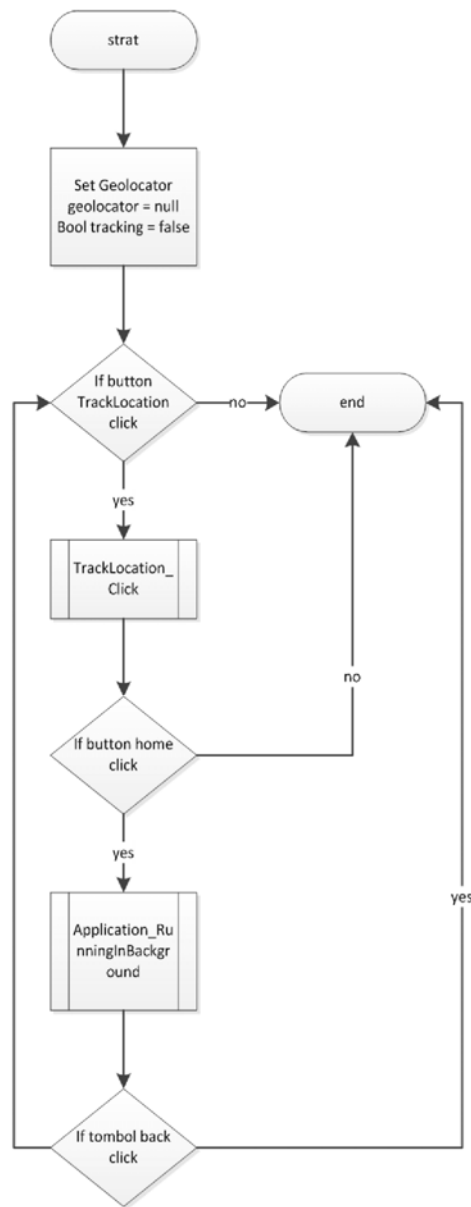 strat
Set Geolocator
geolocator = null
Bool tracking = false
If button
TrackLocation
click
no
end
yes
TrackLocation_
Click
no
If button home
click
yes
Application_Ru
nningInBackgr
ound
yes
If tombol back
click